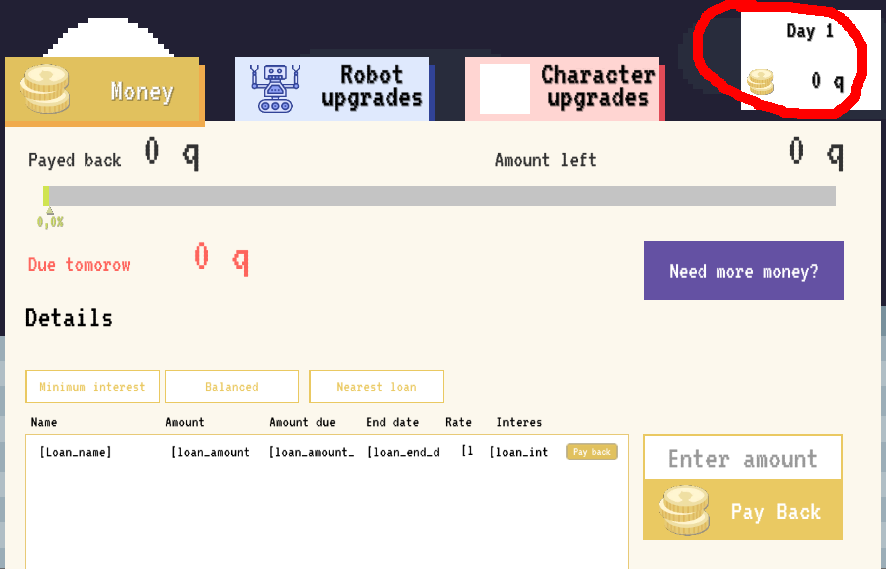 Day 1
0 q
Money
Robot upgrades
Character upgrades
Payed back 0 q
Amount left 0 q
0,0%
Due tomorow 0 q
Need more money?
Details
Minimum interest Balanced Nearest loan
Name Amount Amount due End date Rate Interes
[Loan_name] [loan_amount [loan_amount_ [loan_end_d [l [loan_int Pay back
Enter amount
Pay Back